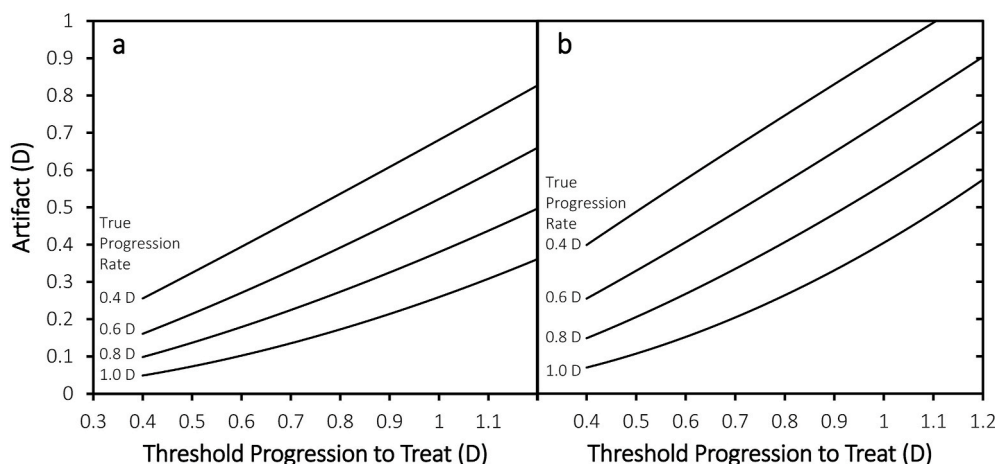 a
b
1
0.9
0.8
0.7
0.6
0.5
0.4
0.3
0.2
0.1
0
Artifact (D)
True
Progression
Rate
0.4 D
0.6 D
0.8 D
1.0 D
True
Progression
Rate
0.4 D
0.6 D
0.8 D
1.0 D
0.3 0.4 0.5 0.6 0.7 0.8 0.9 1 1.1
0.4 0.5 0.6 0.7 0.8 0.9 1 1.1 1.2
Threshold Progression to Treat (D)
Threshold Progression to Treat (D)